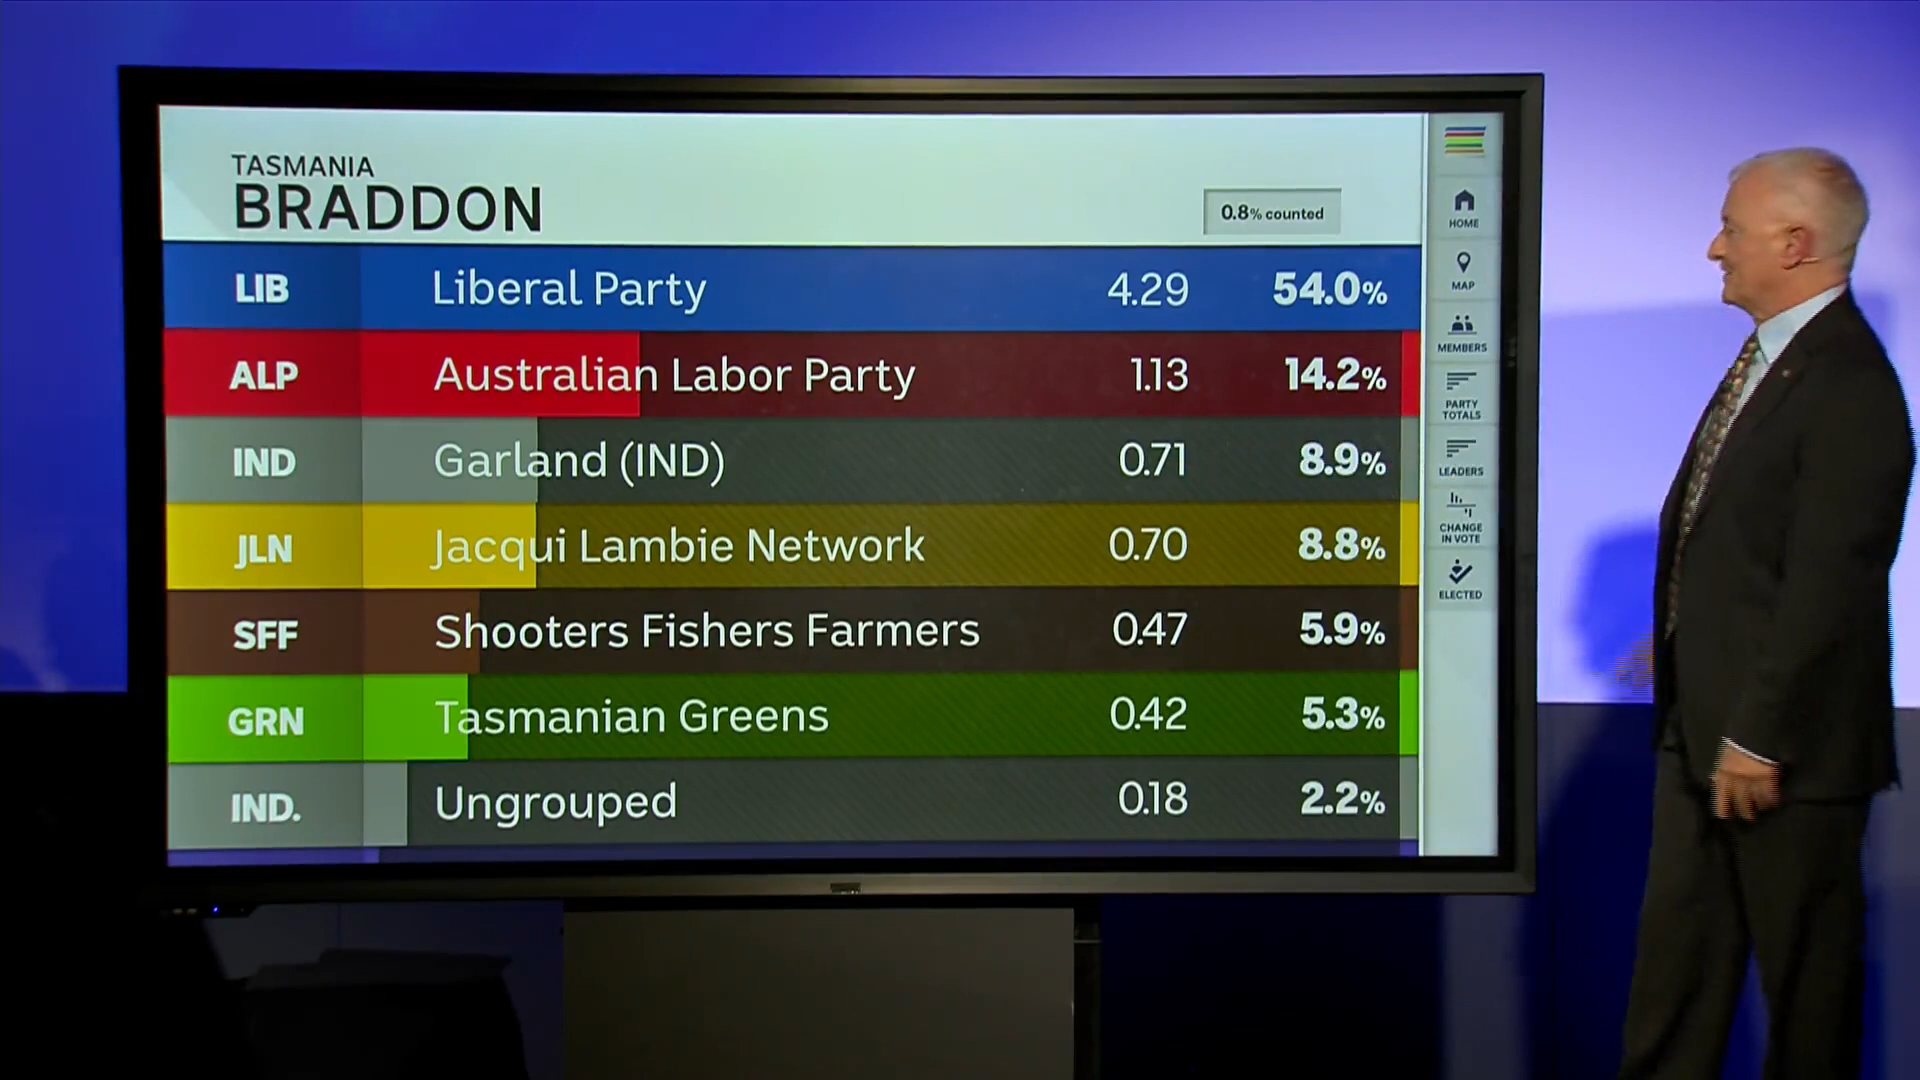 TASMANIA
BRADDON
0.8% counted
LIB Liberal Party 4.29 54.0%
ALP Australian Labor Party 1.13 14.2%
IND Garland (IND) 0.71 8.9%
JLN Jacqui Lambie Network 0.70 8.8%
SFF Shooters Fishers Farmers 0.47 5.9%
GRN Tasmanian Greens 0.42 5.3%
IND. Ungrouped 0.18 2.2%
HOME
MAP
MEMBERS
PARTY
TOTALS
LEADERS
CHANGE
IN VOTE
ELECTED